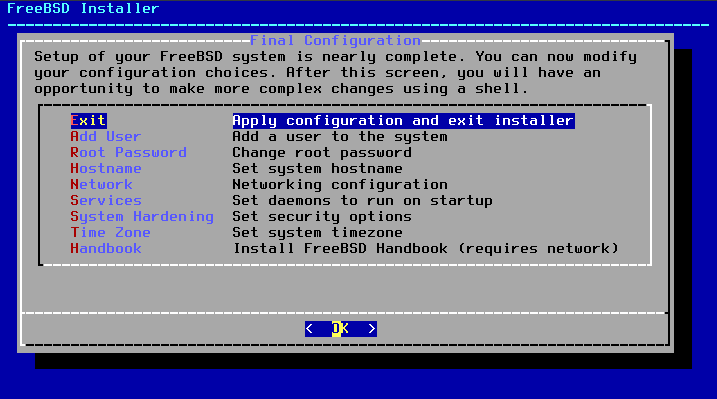 FreeBSD Installer
Final Configuration
Setup of your FreeBSD system is nearly complete. You can now modify
your configuration choices. After this screen, you will have an
opportunity to make more complex changes using a shell.
Exit Apply configuration and exit installer
Add User Add a user to the system
Root Password Change root password
Hostname Set system hostname
Network Networking configuration
Services Set daemons to run on startup
System Hardening Set security options
Time Zone Set system timezone
Handbook Install FreeBSD Handbook (requires network)
< OK >